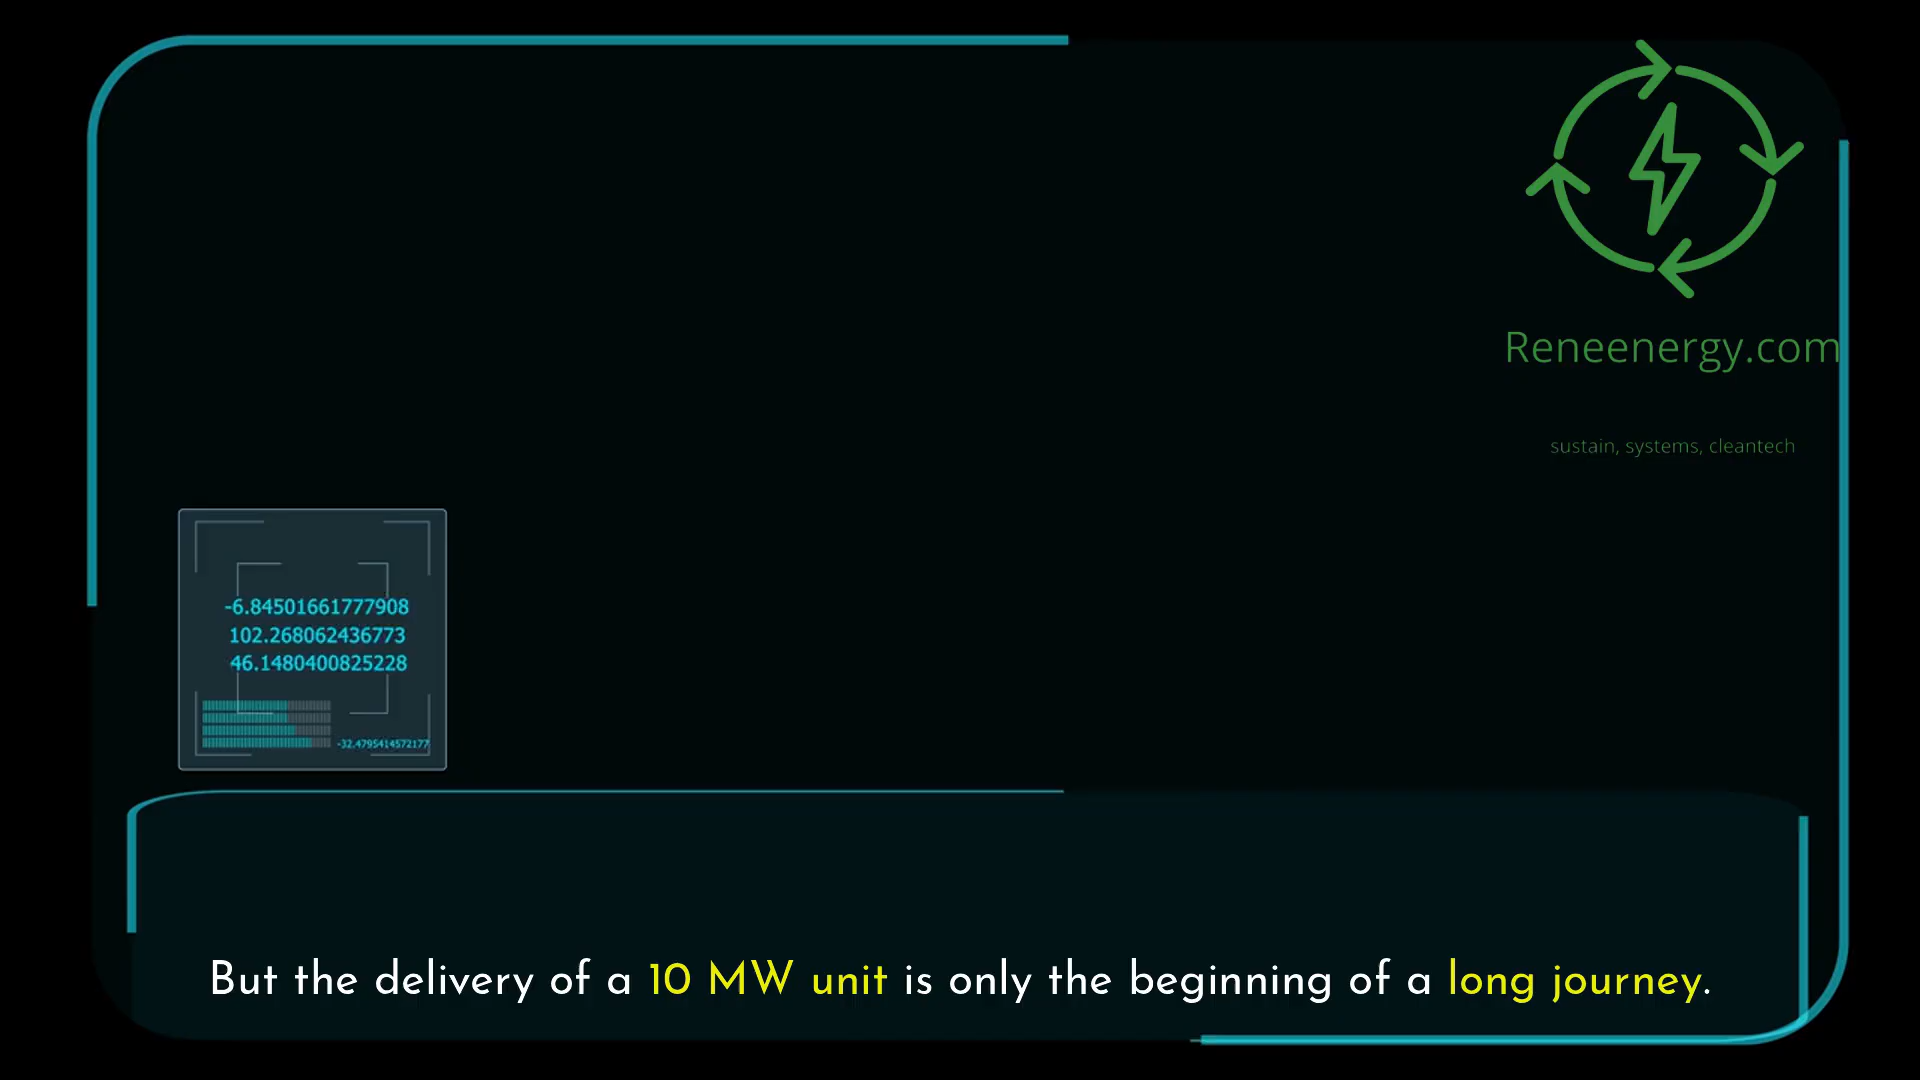 Reneenergy.com
sustain, systems, cleantech
-6.84501661777908
102.268062436773
46.1480400825228
-32.4795414572177
But the delivery of a 10 MW unit is only the beginning of a long journey.